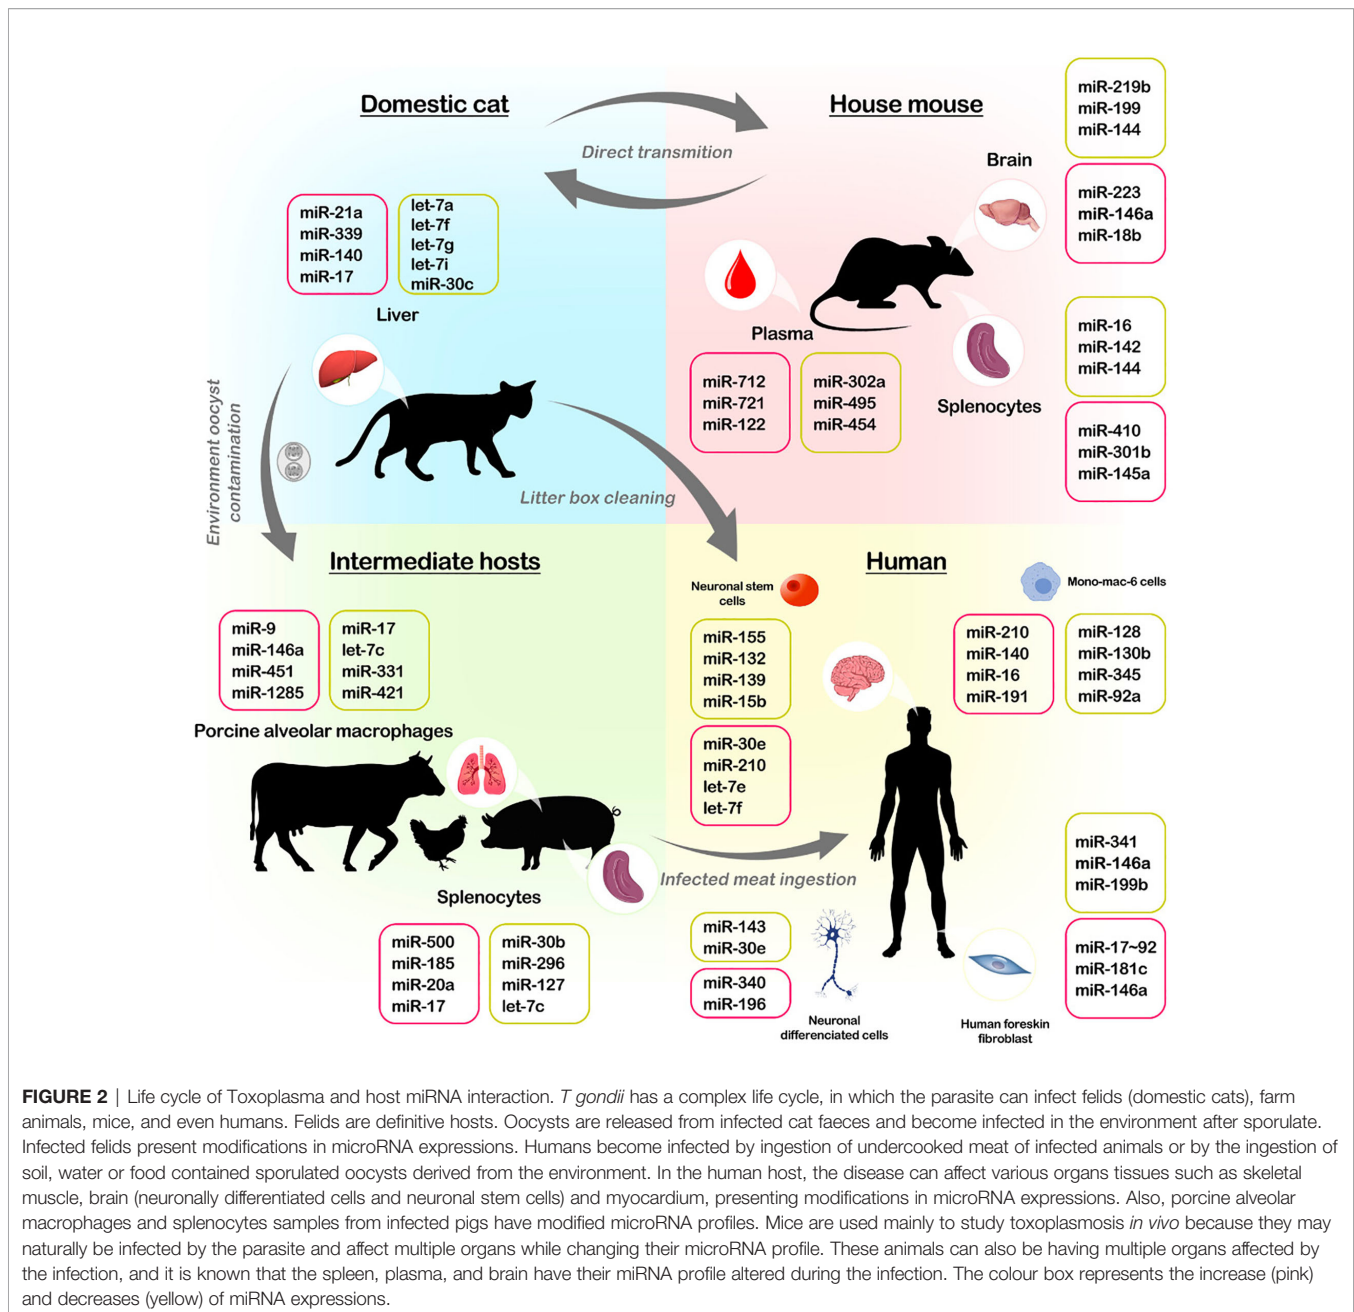 Domestic cat
House mouse
Direct transmition
miR-219b
miR-199
miR-144
Brain
miR-223
miR-146a
miR-18b
miR-21a
miR-339
miR-140
miR-17
let-7a
let-7f
let-7g
let-7i
miR-30c
Liver
Plasma
miR-712
miR-721
miR-122
miR-302a
miR-495
miR-454
Splenocytes
miR-16
miR-142
miR-144
miR-410
miR-301b
miR-145a
Environment oocyst
contamination
Litter box cleaning
Intermediate hosts
miR-9
miR-146a
miR-451
miR-1285
miR-17
let-7c
miR-331
miR-421
Porcine alveolar macrophages
Splenocytes
miR-500
miR-185
miR-20a
miR-17
miR-30b
miR-296
miR-127
let-7c
Human
Neuronal stem
cells
miR-155
miR-132
miR-139
miR-15b
miR-30e
miR-210
let-7e
let-7f
Mono-mac-6 cells
miR-210
miR-140
miR-16
miR-191
miR-128
miR-130b
miR-345
miR-92a
Infected meat ingestion
miR-143
miR-30e
miR-340
miR-196
Neuronal
differenciated cells
Human foreskin
fibroblast
miR-341
miR-146a
miR-199b
miR-17~92
miR-181c
miR-146a
FIGURE 2 | Life cycle of Toxoplasma and host miRNA interaction. T gondii has a complex life cycle, in which the parasite can infect felids (domestic cats), farm
animals, mice, and even humans. Felids are definitive hosts. Oocysts are released from infected cat faeces and become infected in the environment after sporulate.
Infected felids present modifications in microRNA expressions. Humans become infected by ingestion of undercooked meat of infected animals or by the ingestion of
soil, water or food contained sporulated oocysts derived from the environment. In the human host, the disease can affect various organs tissues such as skeletal
muscle, brain (neuronally differentiated cells and neuronal stem cells) and myocardium, presenting modifications in microRNA expressions. Also, porcine alveolar
macrophages and splenocytes samples from infected pigs have modified microRNA profiles. Mice are used mainly to study toxoplasmosis in vivo because they may
naturally be infected by the parasite and affect multiple organs while changing their microRNA profile. These animals can also be having multiple organs affected by
the infection, and it is known that the spleen, plasma, and brain have their miRNA profile altered during the infection. The colour box represents the increase (pink)
and decreases (yellow) of miRNA expressions.